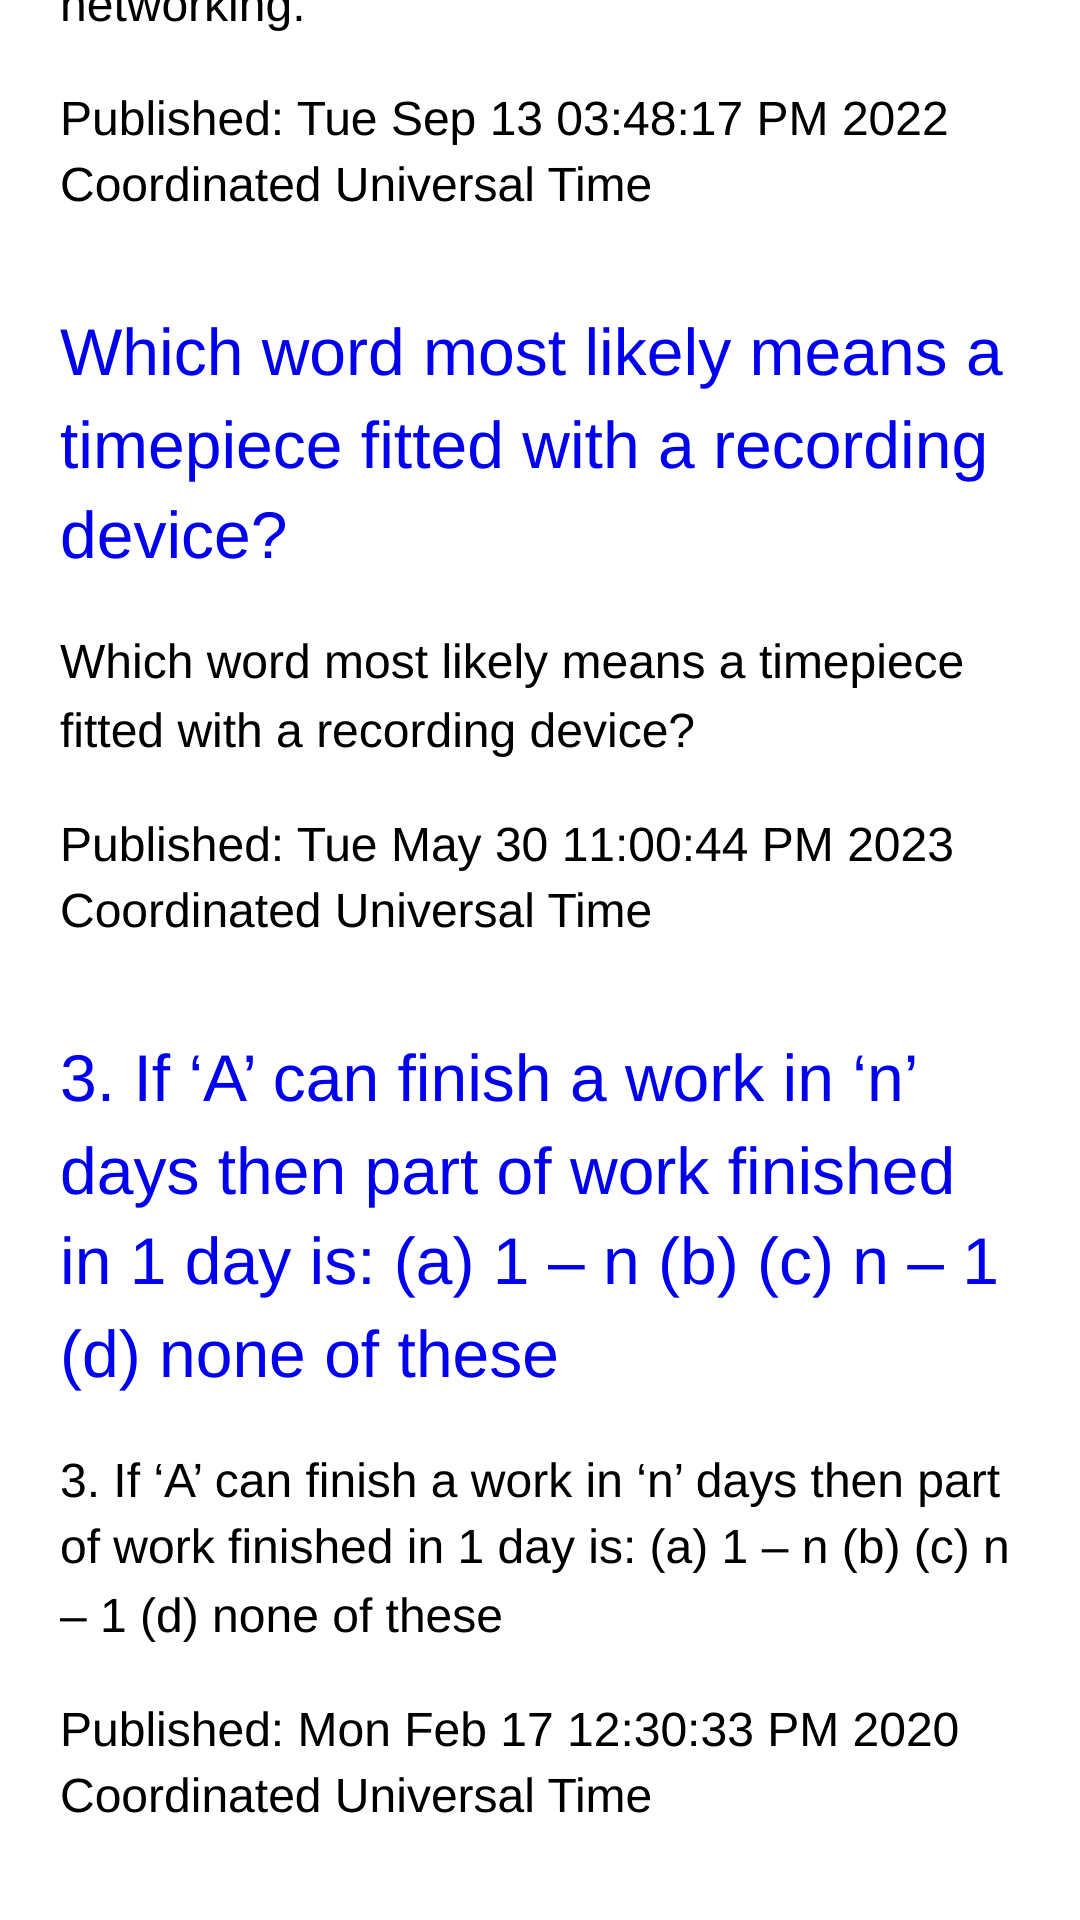 networking.
Published: Tue Sep 13 03:48:17 PM 2022
Coordinated Universal Time
Which word most likely means a
timepiece fitted with a recording
device?
Which word most likely means a timepiece
fitted with a recording device?
Published: Tue May 30 11:00:44 PM 2023
Coordinated Universal Time
3. If ‘A’ can finish a work in ‘n’
days then part of work finished
in 1 day is: (a) 1 – n (b) (c) n – 1
(d) none of these
3. If ‘A’ can finish a work in ‘n’ days then part
of work finished in 1 day is: (a) 1 – n (b) (c) n
– 1 (d) none of these
Published: Mon Feb 17 12:30:33 PM 2020
Coordinated Universal Time